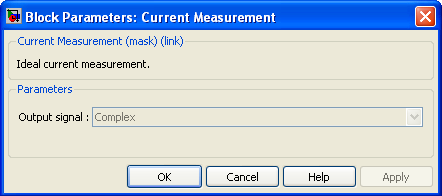 Block Parameters: Current Measurement
Current Measurement (mask) (link)
Ideal current measurement.
Parameters
Output signal : Complex
OK Cancel Help Apply